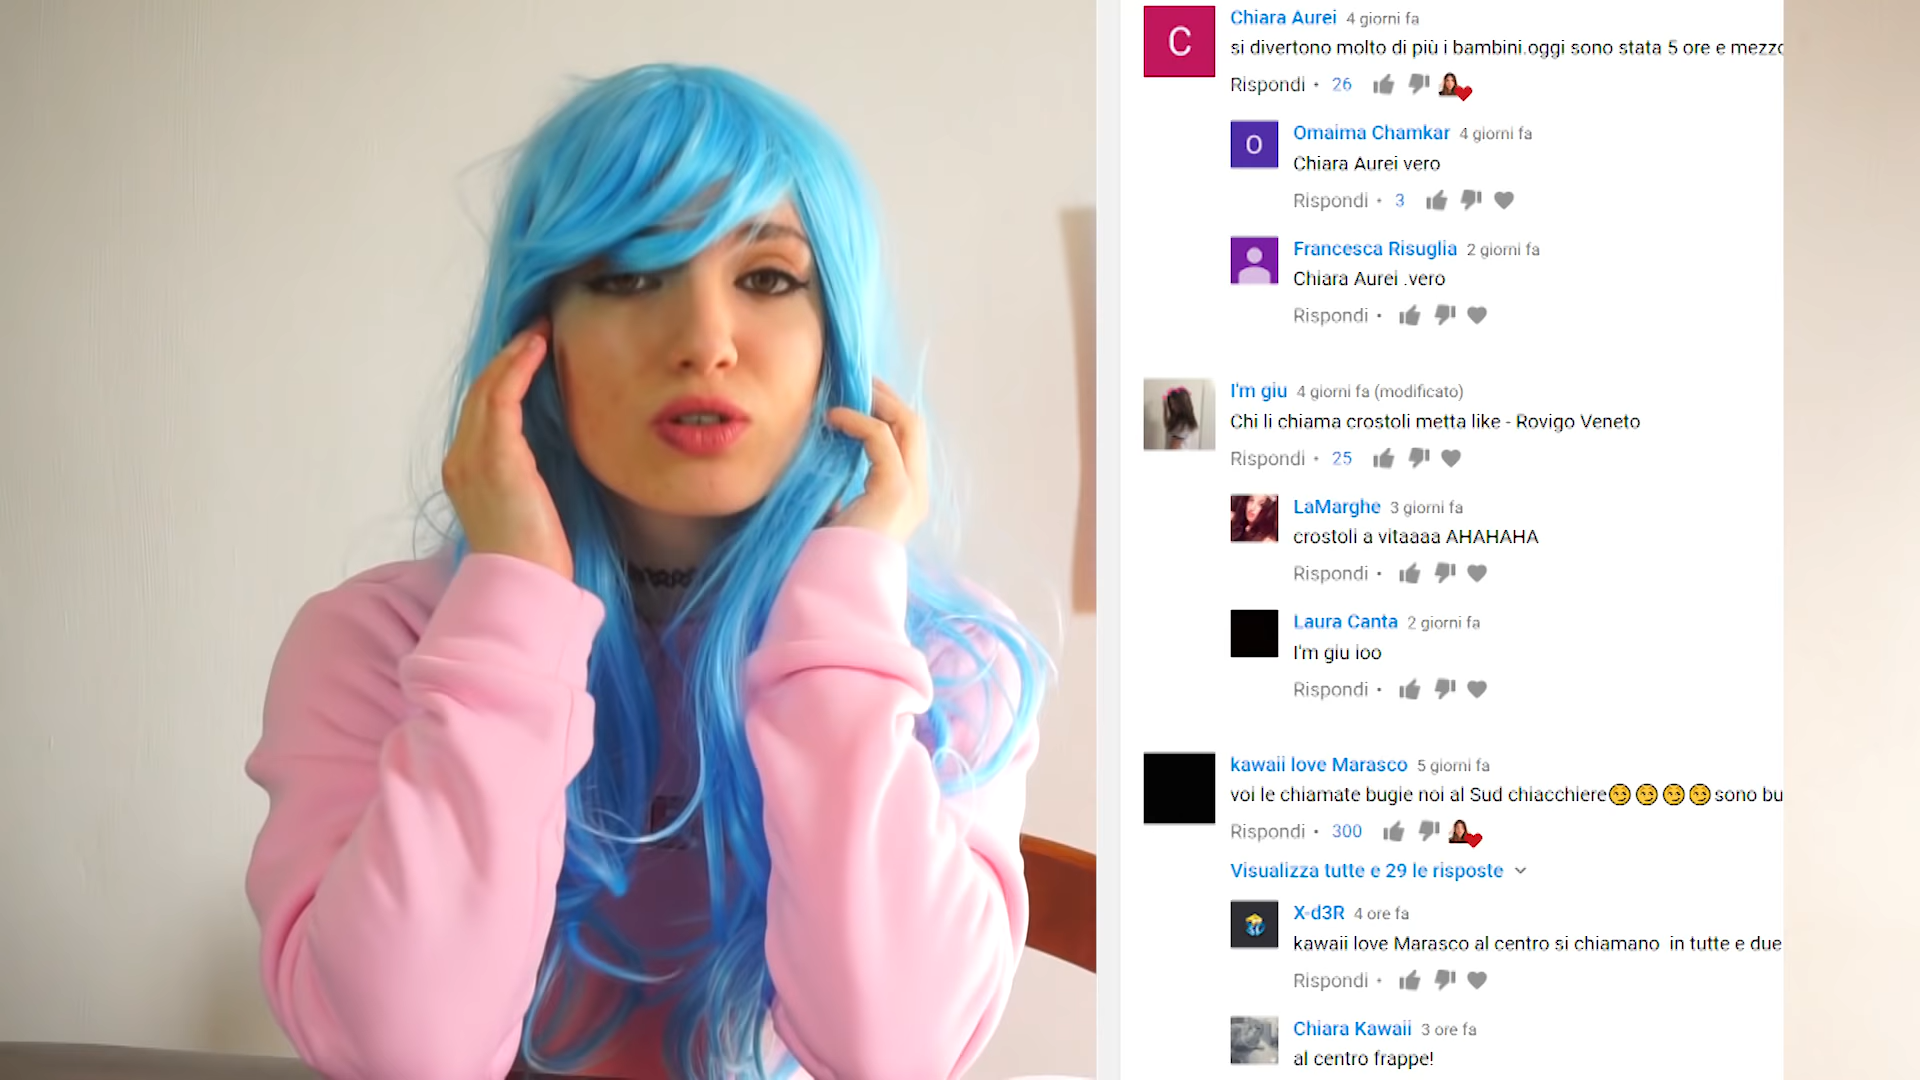 C
Chiara Aurei 4 giorni fa
si divertono molto di più i bambini.oggi sono stata 5 ore e mezzo
Rispondi • 26
O
Omaima Chamkar 4 giorni fa
Chiara Aurei vero
Rispondi • 3
Francesca Risuglia 2 giorni fa
Chiara Aurei .vero
Rispondi •
I'm giu 4 giorni fa (modificato)
Chi li chiama crostoli metta like - Rovigo Veneto
Rispondi • 25
LaMarghe 3 giorni fa
crostoli a vitaaaa AHAHAHA
Rispondi •
Laura Canta 2 giorni fa
I'm giu ioo
Rispondi •
kawaii love Marasco 5 giorni fa
voi le chiamate bugie noi al Sud chiacchiere😏😏😏😏sono bu
Rispondi • 300
Visualizza tutte e 29 le risposte
X-d3R 4 ore fa
kawaii love Marasco al centro si chiamano in tutte e due
Rispondi •
Chiara Kawaii 3 ore fa
al centro frappe!